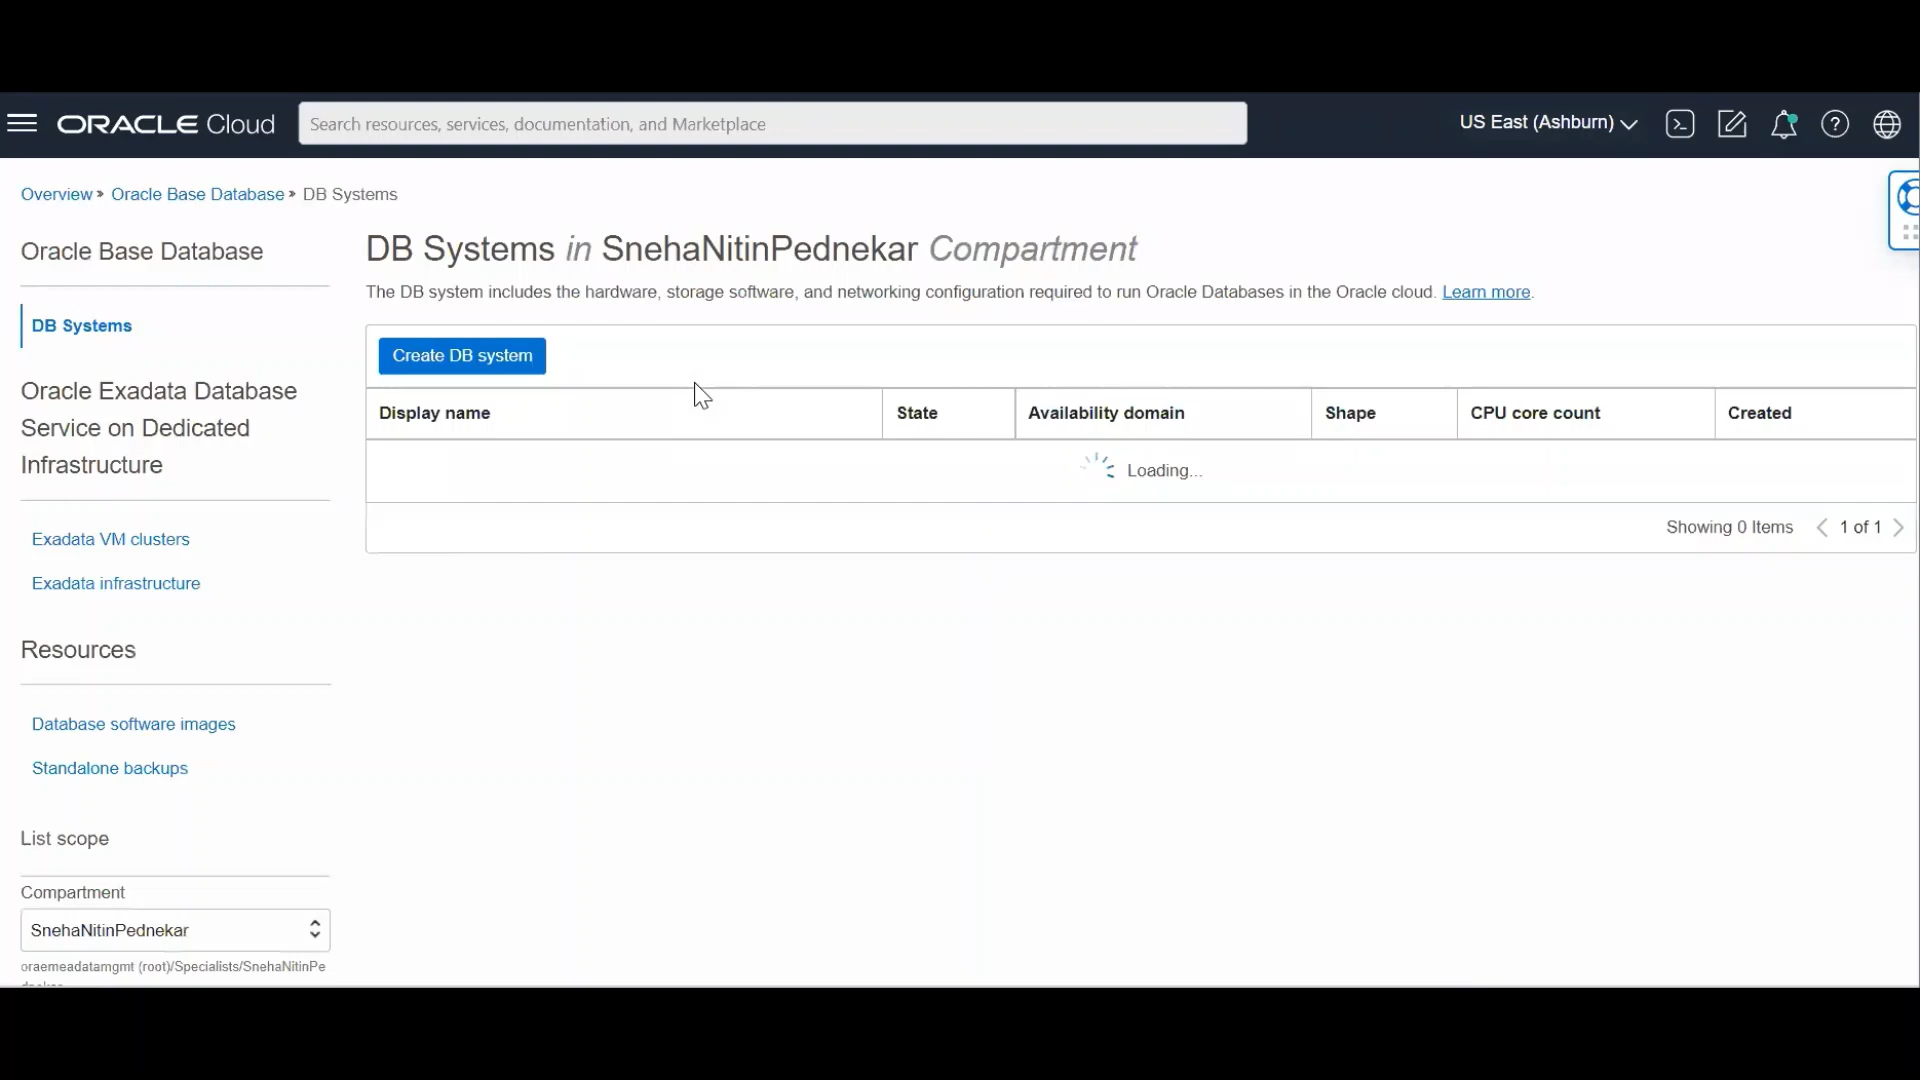 ORACLE Cloud
Search resources, services, documentation, and Marketplace
US East (Ashburn)
Overview » Oracle Base Database » DB Systems
Oracle Base Database
DB Systems
Oracle Exadata Database
Service on Dedicated
Infrastructure
Exadata VM clusters
Exadata infrastructure
Resources
Database software images
Standalone backups
List scope
Compartment
SnehaNitinPednekar
oraemeadatamgmt (root)/Specialists/SnehaNitinPe
DB Systems in SnehaNitinPednekar Compartment
The DB system includes the hardware, storage software, and networking configuration required to run Oracle Databases in the Oracle cloud. Learn more.
Create DB system
Display name State Availability domain Shape CPU core count Created
Loading...
Showing 0 Items 1 of 1